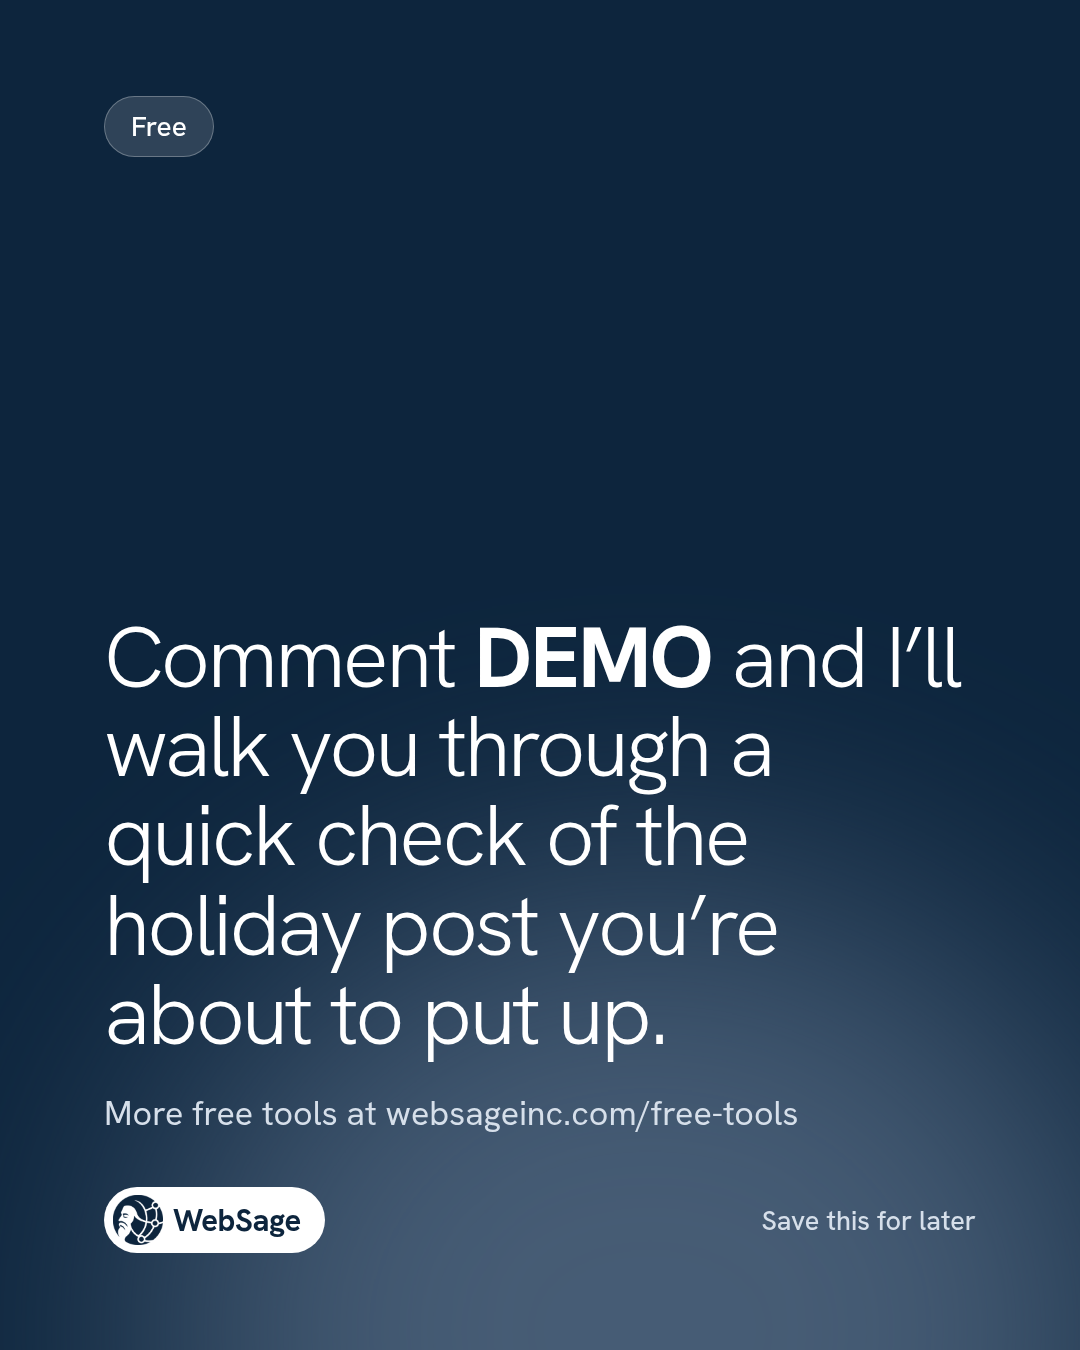 Free
Comment DEMO and I’ll
walk you through a
quick check of the
holiday post you’re
about to put up.
More free tools at websageinc.com/free-tools
WebSage
Save this for later